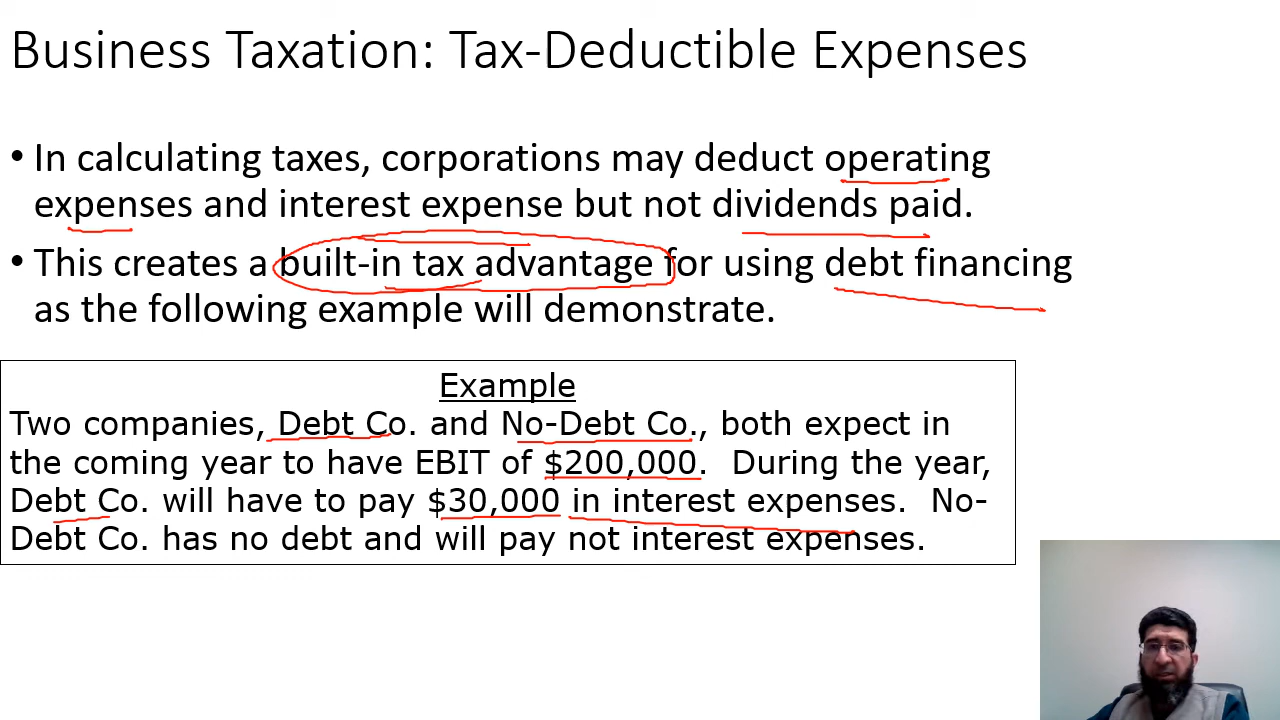 Business Taxation: Tax-Deductible Expenses
• In calculating taxes, corporations may deduct operating
expenses and interest expense but not dividends paid.
• This creates a built-in tax advantage for using debt financing
as the following example will demonstrate.
Example
Two companies, Debt Co. and No-Debt Co., both expect in
the coming year to have EBIT of $200,000. During the year,
Debt Co. will have to pay $30,000 in interest expenses. No-
Debt Co. has no debt and will pay not interest expenses.